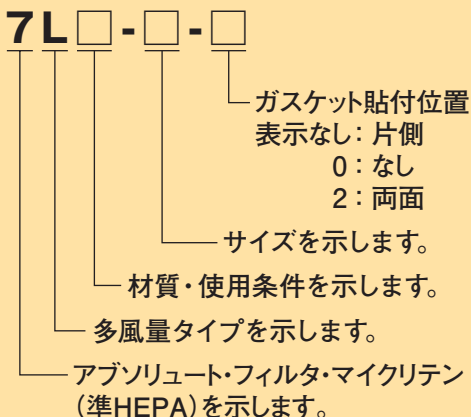 7L□-□-□
ガスケット貼付位置
表示なし：片側
0：なし
2：両面
サイズを示します。
材質・使用条件を示します。
多風量タイプを示します。
アブソリュート・フィルタ・マイクリテン
（準HEPA）を示します。